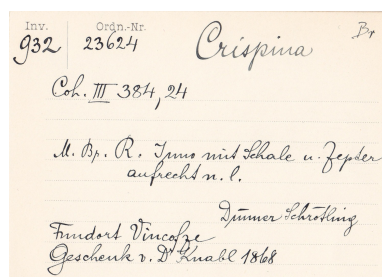 Inv. Ordn.-Nr. Br
932 23624 Crispina
Coh. III 384, 24
M. Br. R. Juno mit Schale u. Zepter
aufrecht n. l.
Dünner Schrötling
Fundort
Geschenk v. Dr Knabl 1868